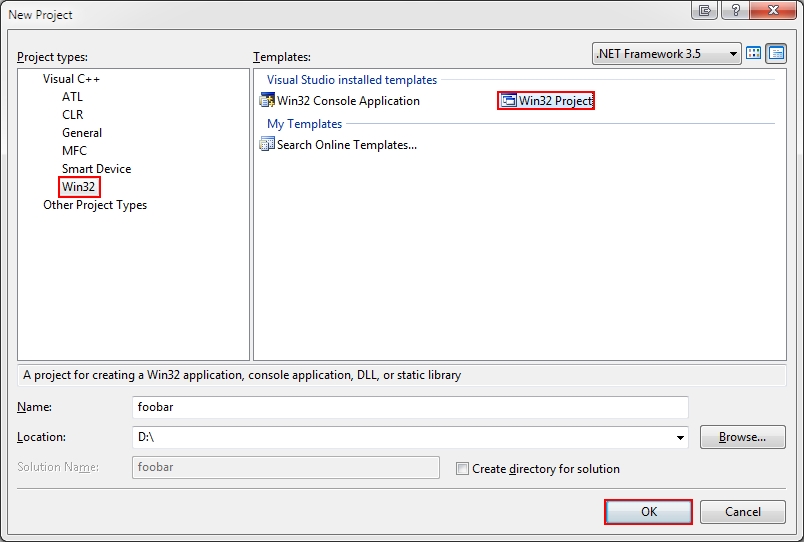 New Project
?
Project types:
Templates:
.NET Framework 3.5
Visual C++
ATL
CLR
General
MFC
Smart Device
Win32
Other Project Types
Visual Studio installed templates
Win32 Console Application
Win32 Project
My Templates
Search Online Templates...
A project for creating a Win32 application, console application, DLL, or static library
Name:
foobar
Location:
D:\
Browse...
Solution Name:
foobar
Create directory for solution
OK
Cancel